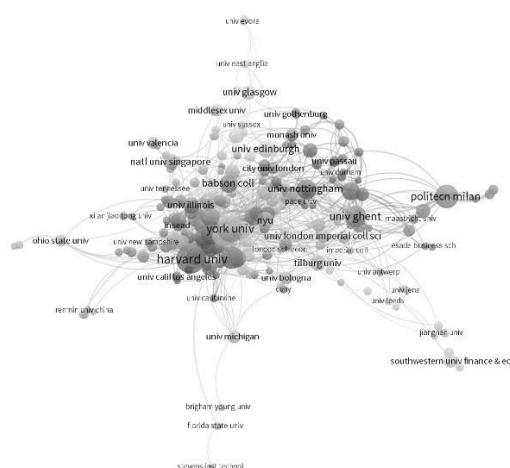 univ evora
univ east anglia
univ glasgow
middlesex univ
univ gothenburg
univ sussex
monash univ
univ valencia
univ edinburgh
natl univ singapore
city univ london
univ passau
univ durham
univ tennessee
babson coll
univ nottingham
politecn milan
pace univ
univ illinois
xi an jiaotong univ
nyu
univ ghent
maastricht univ
insead
york univ
ohio state univ
univ new hampshire
univ london imperial coll sci
esade business sch
imperial coll
harvard univ
tilburg univ
univ calif los angeles
univ bologna
univ antwerp
cuny
univ jena
univ calif irvine
univ leeds
renmin univ china
jiangnan univ
univ michigan
southwestern univ finance & ec
brigham young univ
florida state univ
stevens inst technol